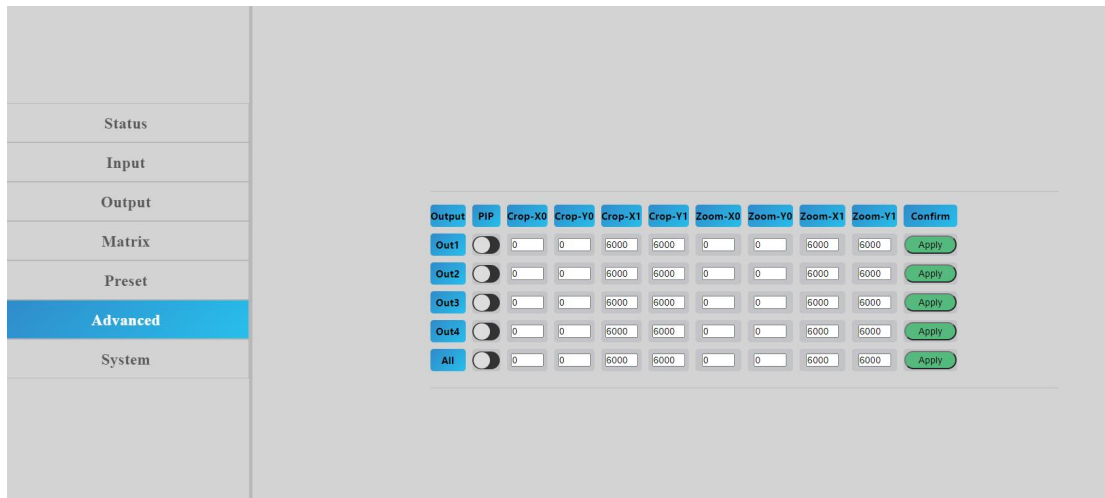 Status
Input
Output
Matrix
Preset
Advanced
System
Output PIP Crop-X0 Crop-Y0 Crop-X1 Crop-Y1 Zoom-X0 Zoom-Y0 Zoom-X1 Zoom-Y1 Confirm
Out1 0 0 6000 6000 0 0 6000 6000 Apply
Out2 0 0 6000 6000 0 0 6000 6000 Apply
Out3 0 0 6000 6000 0 0 6000 6000 Apply
Out4 0 0 6000 6000 0 0 6000 6000 Apply
All 0 0 6000 6000 0 0 6000 6000 Apply